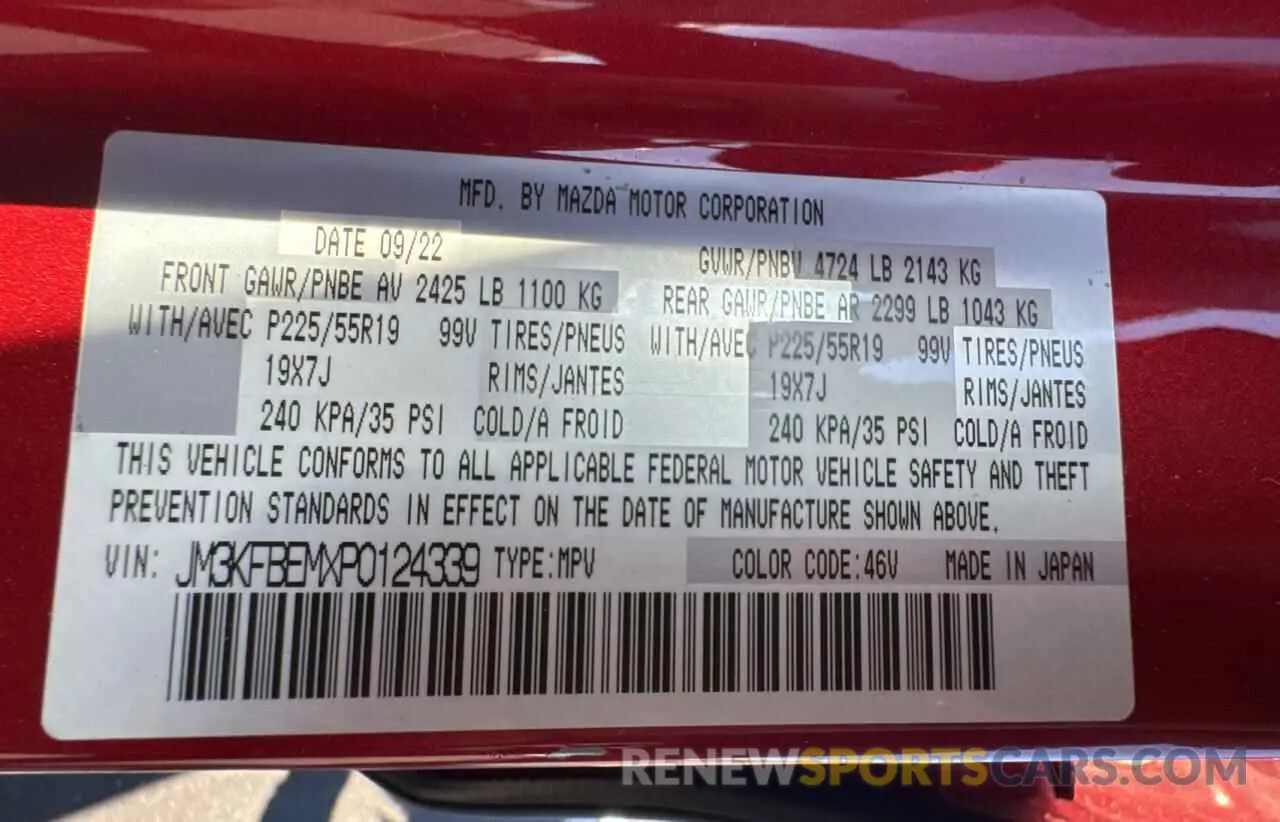 MFD. BY MAZDA MOTOR CORPORATION
DATE 09/22 GVWR/PNBV 4724 LB 2143 KG
FRONT GAWR/PNBE AV 2425 LB 1100 KG REAR GAWR/PNBE AR 2299 LB 1043 KG
WITH/AVEC P225/55R19 99V TIRES/PNEUS WITH/AVEC P225/55R19 99V TIRES/PNEUS
19X7J RIMS/JANTES 19X7J RIMS/JANTES
240 KPA/35 PSI COLD/A FROID 240 KPA/35 PSI COLD/A FROID
THIS VEHICLE CONFORMS TO ALL APPLICABLE FEDERAL MOTOR VEHICLE SAFETY AND THEFT
PREVENTION STANDARDS IN EFFECT ON THE DATE OF MANUFACTURE SHOWN ABOVE.
VIN: JM3KFBEMXP0124339 TYPE:MPV COLOR CODE:46V MADE IN JAPAN
RENEWSPORTSCARS.COM